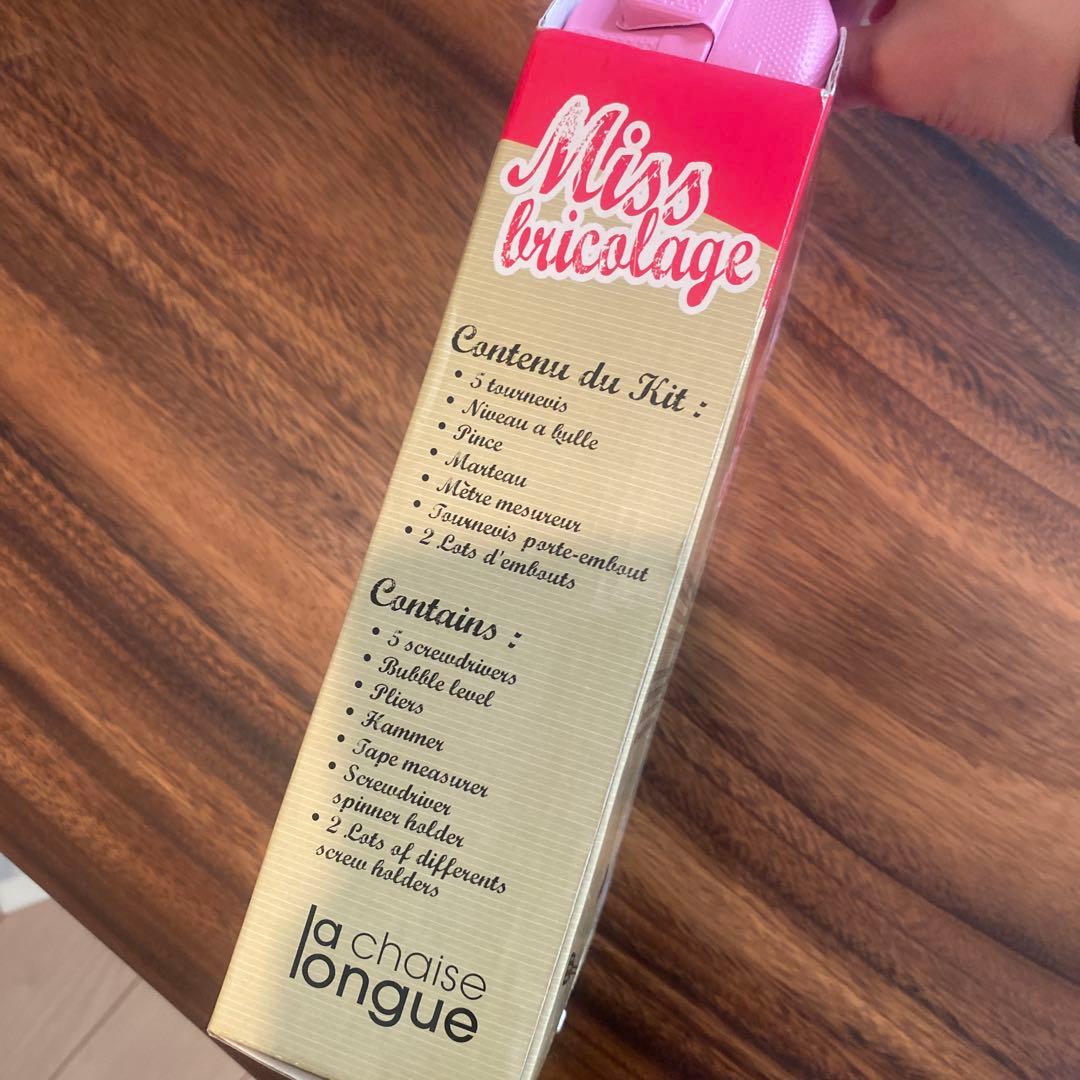 Miss
bricolage
Contenu du Kit :
• 5 tournevis
• Niveau a bulle
• Pince
• Marteau
• Mètre mesureur
• Tournevis porte-embout
• 2 Lots d'embouts
Contains :
• 5 screwdrivers
• Bubble level
• Pliers
• Hammer
• Tape measurer
• Screwdriver
spinner holder
• 2 Lots of differents
screw holders
la chaise
longue